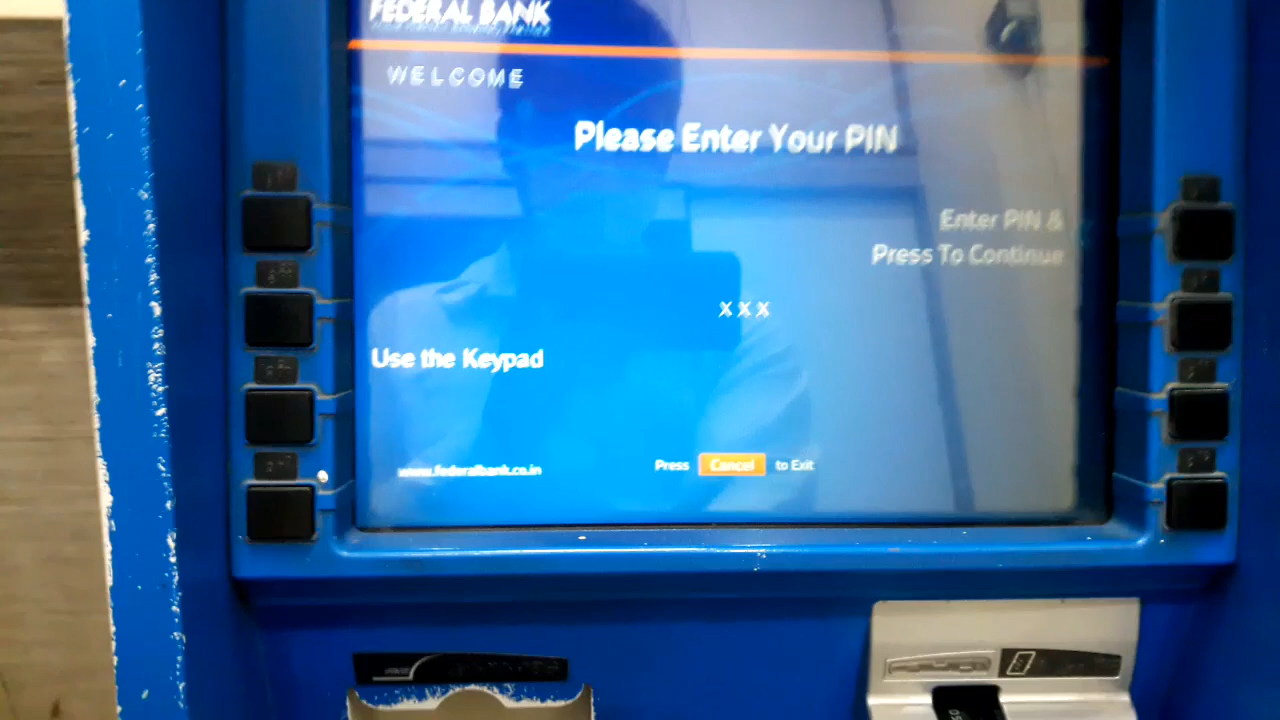 FEDERAL BANK
WELCOME
Please Enter Your PIN
Enter PIN &
Press To Continue
X X X
Use the Keypad
www.federalbank.co.in
Press Cancel to Exit